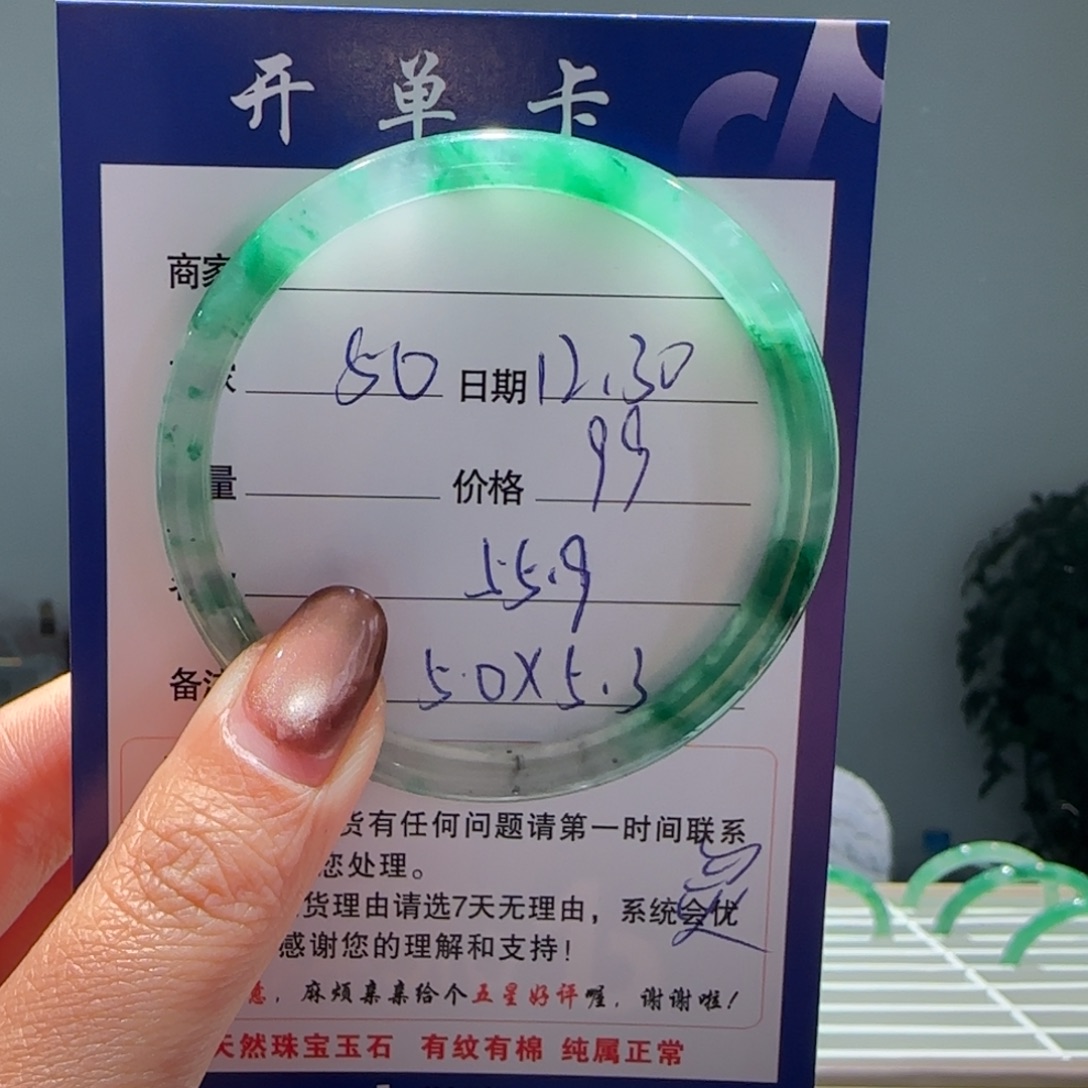 开单卡
商家
50 日期 12.30
量 价格 99
55.9
备注 5.0X5.3
货有任何问题请第一时间联系
您处理。
货理由请选7天无理由，系统会优
感谢您的理解和支持！
意，麻烦亲亲给个五星好评喔，谢谢啦！
天然珠宝玉石 有纹有棉 纯属正常